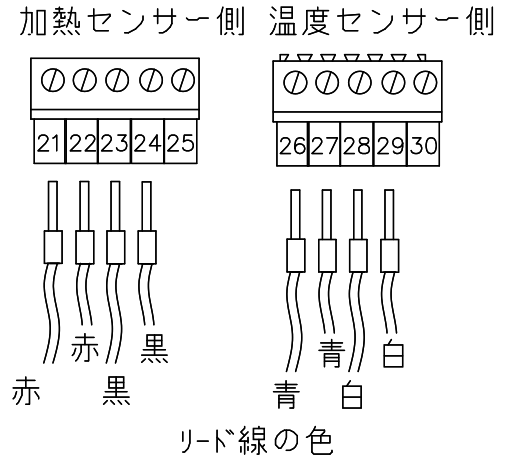 加熱センサー側 温度センサー側
21 22 23 24 25 26 27 28 29 30
赤 黒 青 白
赤 黒 青 白
リード線の色